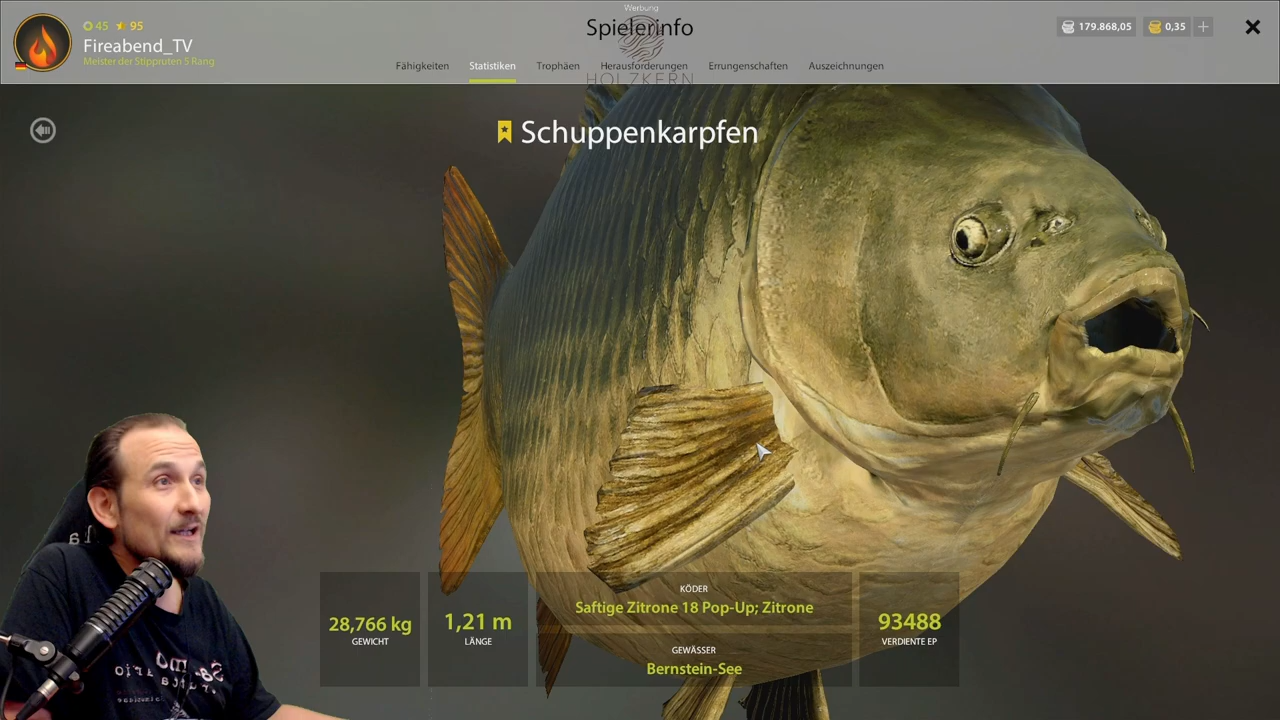 Werbung
45 95
Fireabend_TV
Meister der Stipproten 5 Rang
Spielerinfo
HOLZKERN
179.868,05
0,35
Fähigkeiten
Statistiken
Trophäen
Herausforderungen
Errungenschaften
Auszeichnungen
Schuppenkarpfen
28,766 kg
GEWICHT
1,21 m
LÄNGE
KÖDER
Saftige Zitrone 18 Pop-Up; Zitrone
GEWÄSSER
Bernstein-See
93488
VERDIENTE EP